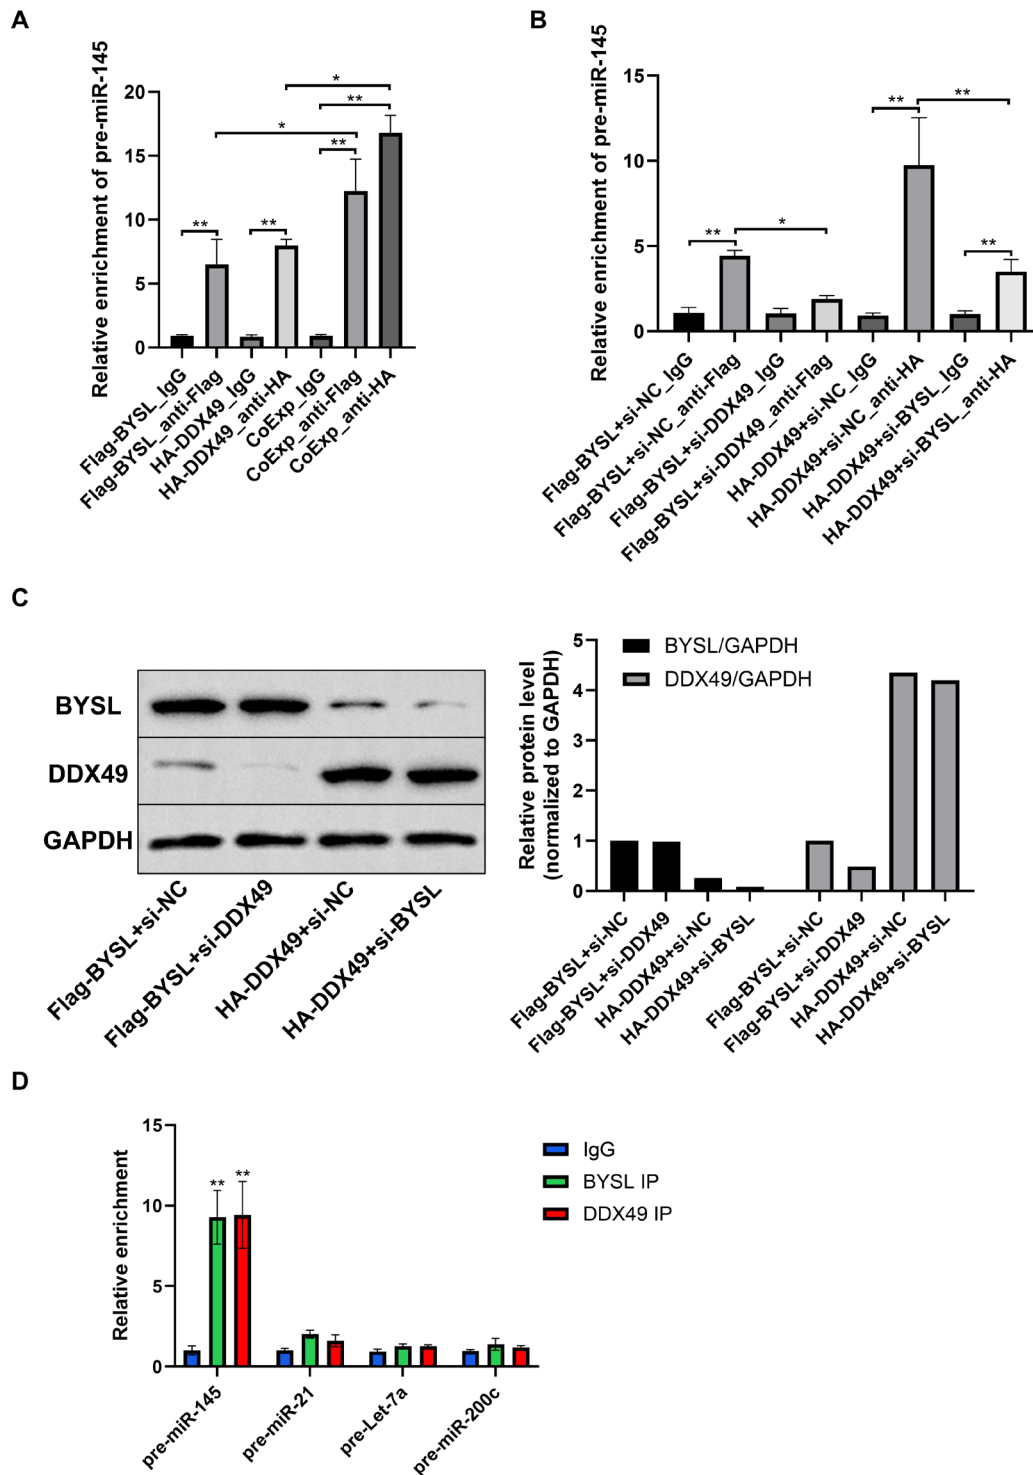 A
Relative enrichment of pre-miR-145
20
15
10
5
0
**
**
*
**
**
*
Flag-BYSL_IgG
Flag-BYSL_anti-Flag
HA-DDX49_IgG
HA-DDX49_anti-HA
CoExp_IgG
CoExp_anti-Flag
CoExp_anti-HA
B
Relative enrichment of pre-miR-145
15
10
5
0
**
*
**
**
**
Flag-BYSL+si-NC_IgG
Flag-BYSL+si-NC_anti-Flag
Flag-BYSL+si-DDX49_IgG
Flag-BYSL+si-DDX49_anti-Flag
HA-DDX49+si-NC_IgG
HA-DDX49+si-NC_anti-HA
HA-DDX49+si-BYSL_IgG
HA-DDX49+si-BYSL_anti-HA
C
BYSL
DDX49
GAPDH
Flag-BYSL+si-NC
Flag-BYSL+si-DDX49
HA-DDX49+si-NC
HA-DDX49+si-BYSL
Relative protein level
(normalized to GAPDH)
5
4
3
2
1
0
BYSL/GAPDH
DDX49/GAPDH
Flag-BYSL+si-NC
Flag-BYSL+si-DDX49
HA-DDX49+si-NC
HA-DDX49+si-BYSL
Flag-BYSL+si-NC
Flag-BYSL+si-DDX49
HA-DDX49+si-NC
HA-DDX49+si-BYSL
D
Relative enrichment
15
10
5
0
**
**
pre-miR-145
pre-miR-21
pre-Let-7a
pre-miR-200c
IgG
BYSL IP
DDX49 IP